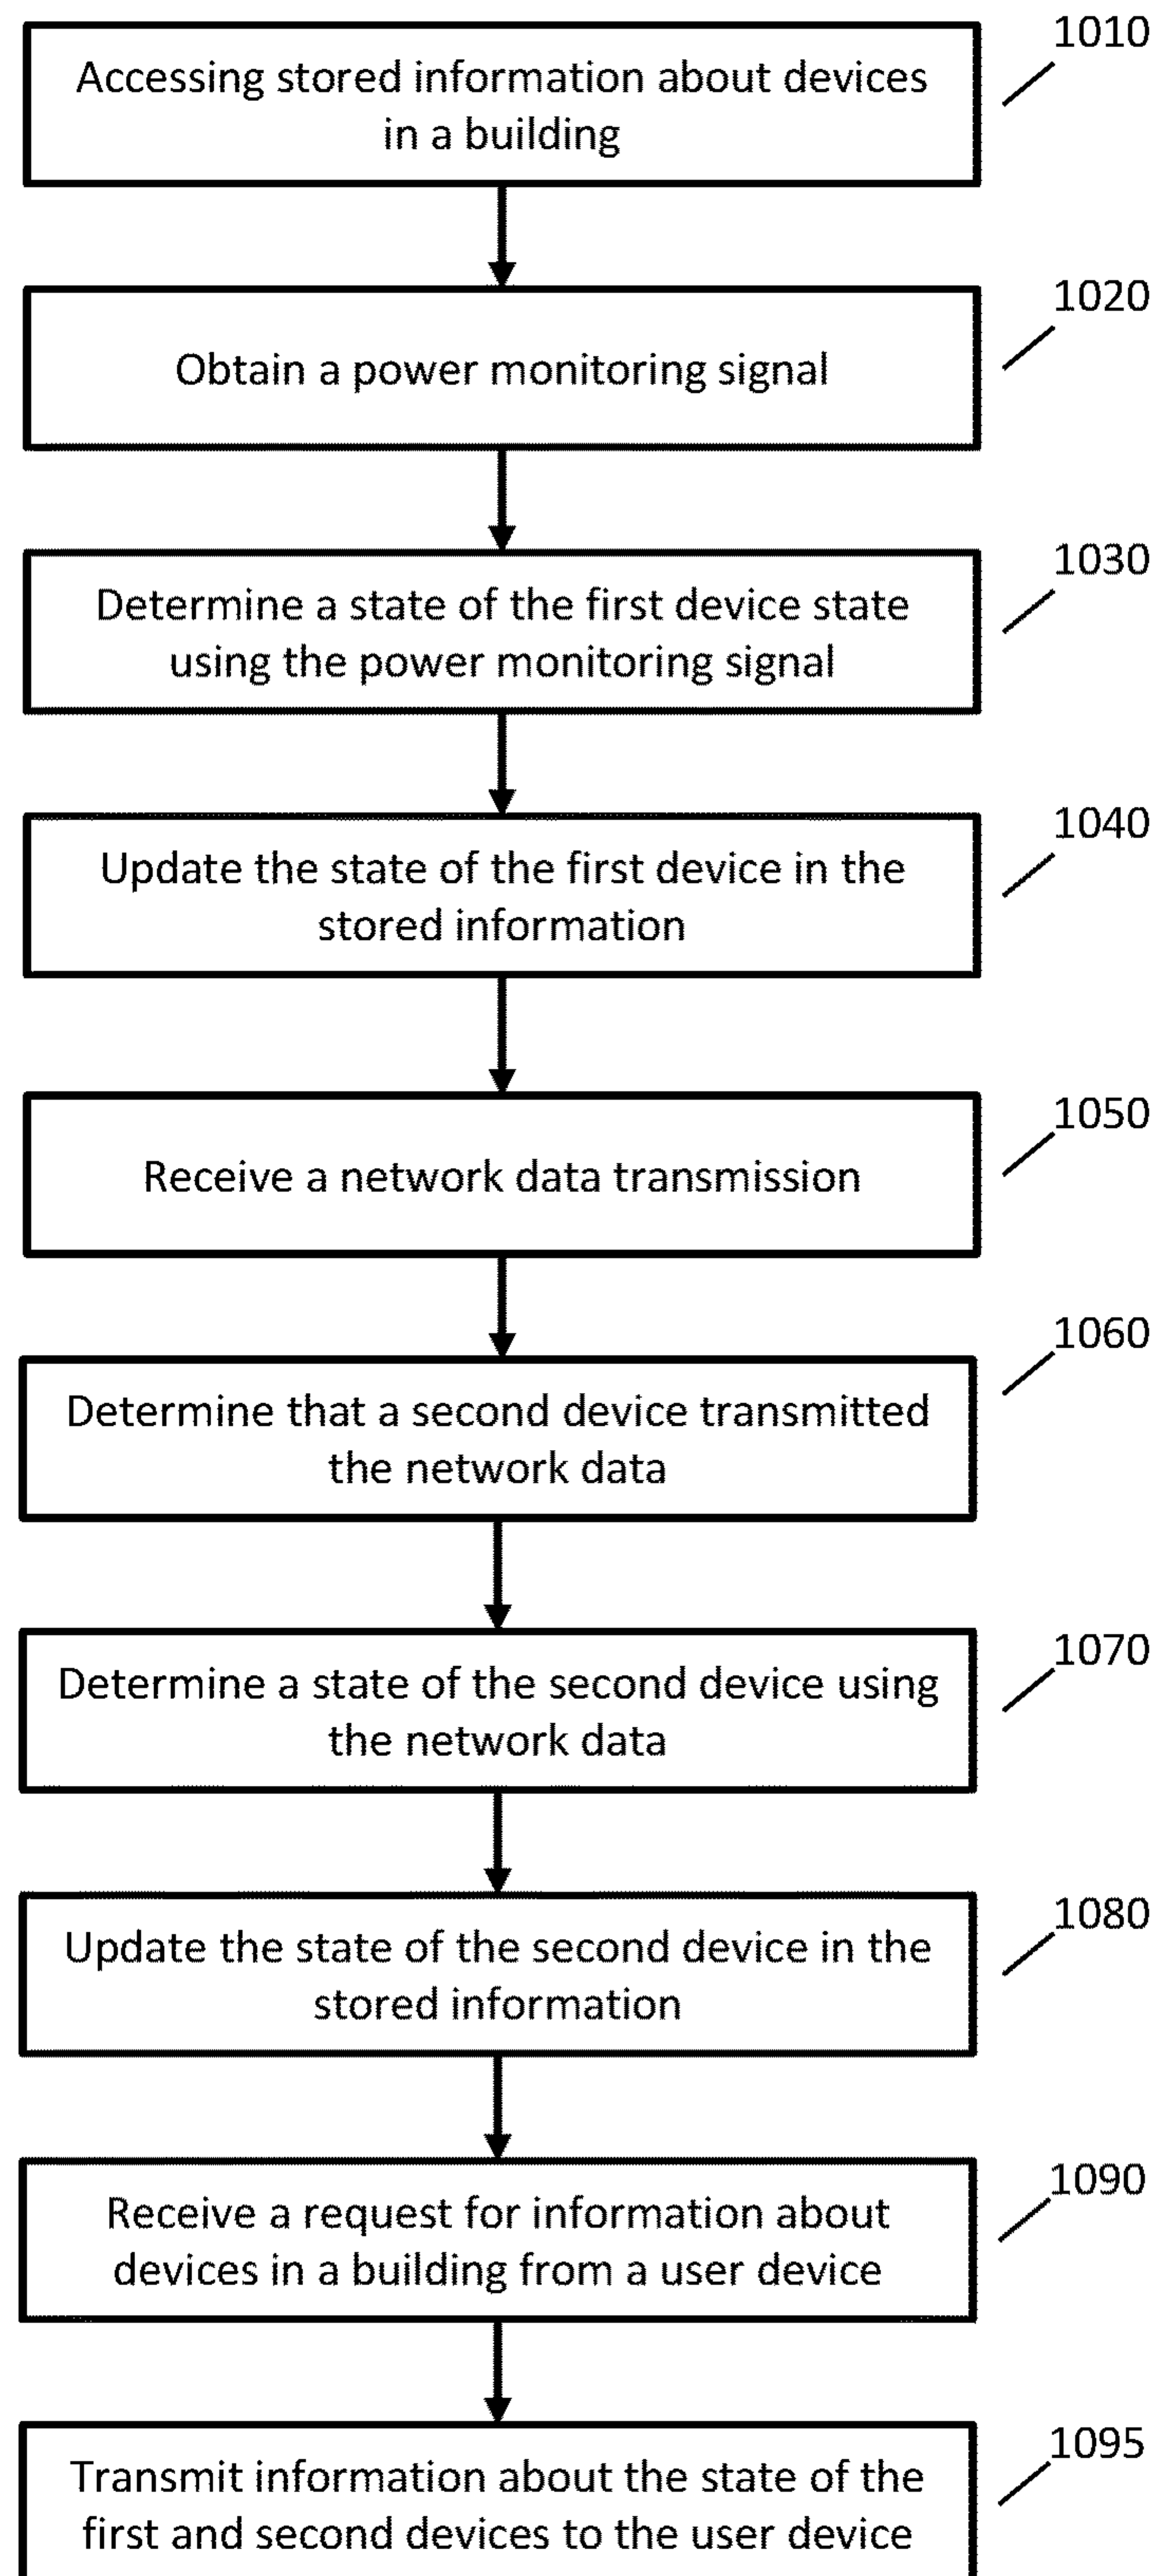 1010
Accessing stored information about devices
in a building
1020
Obtain a power monitoring signal
1030
Determine a state of the first device state
using the power monitoring signal
1040
Update the state of the first device in the
stored information
1050
Receive a network data transmission
1060
Determine that a second device transmitted
the network data
1070
Determine a state of the second device using
the network data
1080
Update the state of the second device in the
stored information
1090
Receive a request for information about
devices in a building from a user device
1095
Transmit information about the state of the
first and second devices to the user device